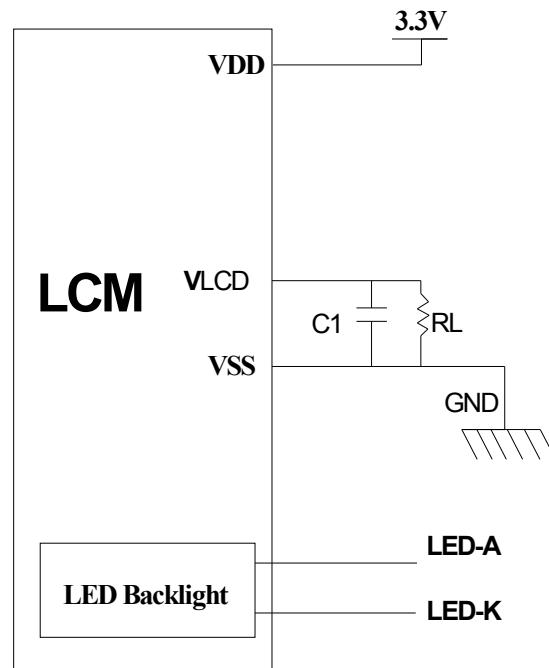 3.3V
VDD
LCM
VLCD
C1
RL
VSS
GND
LED Backlight
LED-A
LED-K